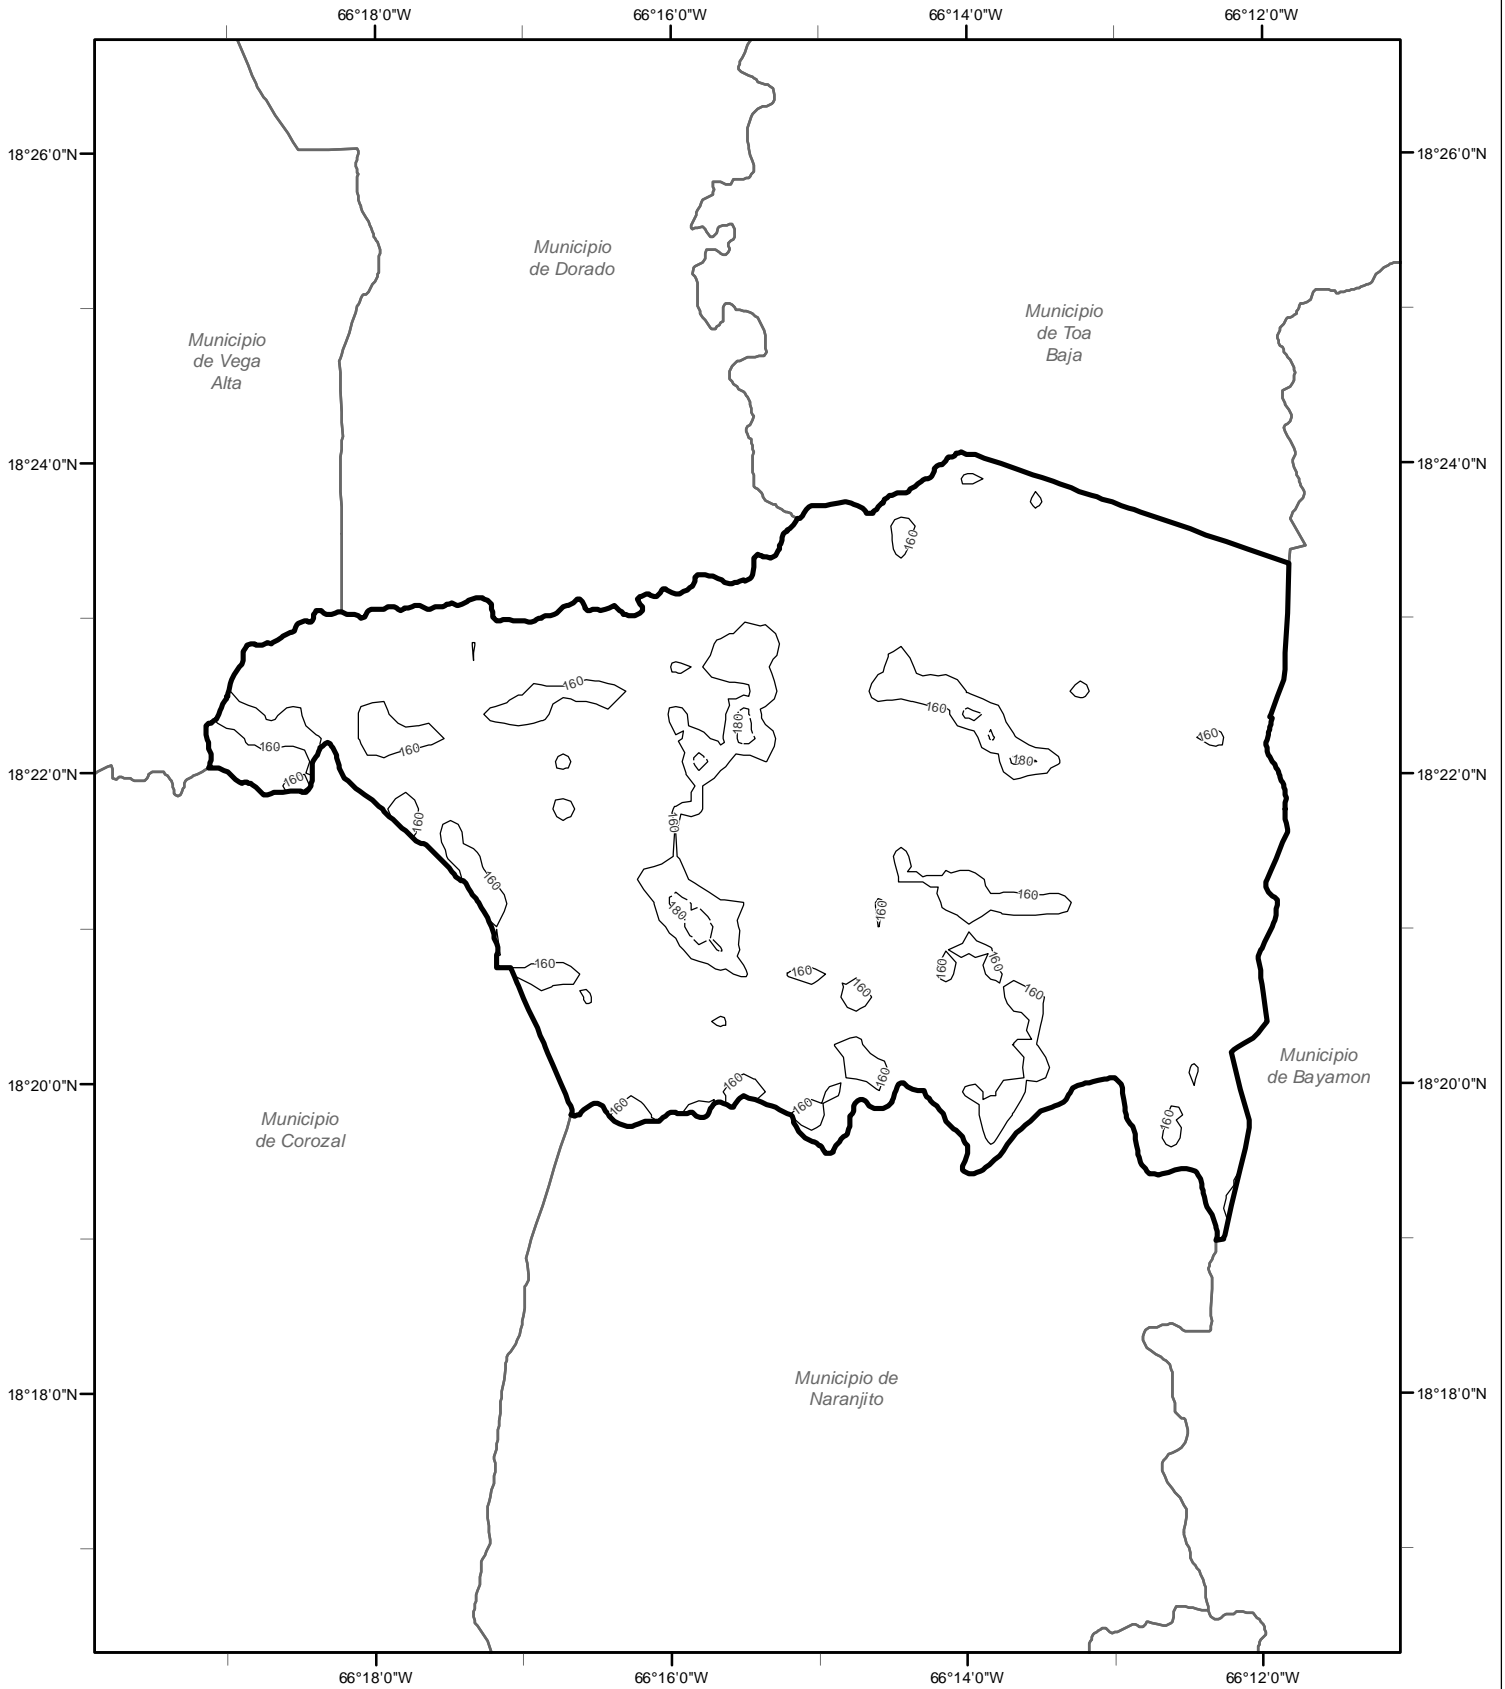 66°18'0"W
66°16'0"W
66°14'0"W
66°12'0"W
18°26'0"N
18°26'0"N
Municipio
de Dorado
Municipio
de Toa
Baja
Municipio
de Vega
Alta
18°24'0"N
18°24'0"N
160
160
160
180
160
160
160
160
180
18°22'0"N
18°22'0"N
160
160
160
160
160
160
180
160
160
160
160
160
160
160
Municipio
de Bayamon
18°20'0"N
18°20'0"N
160
160
160
160
160
Municipio
de Corozal
Municipio de
Naranjito
18°18'0"N
18°18'0"N
66°18'0"W
66°16'0"W
66°14'0"W
66°12'0"W